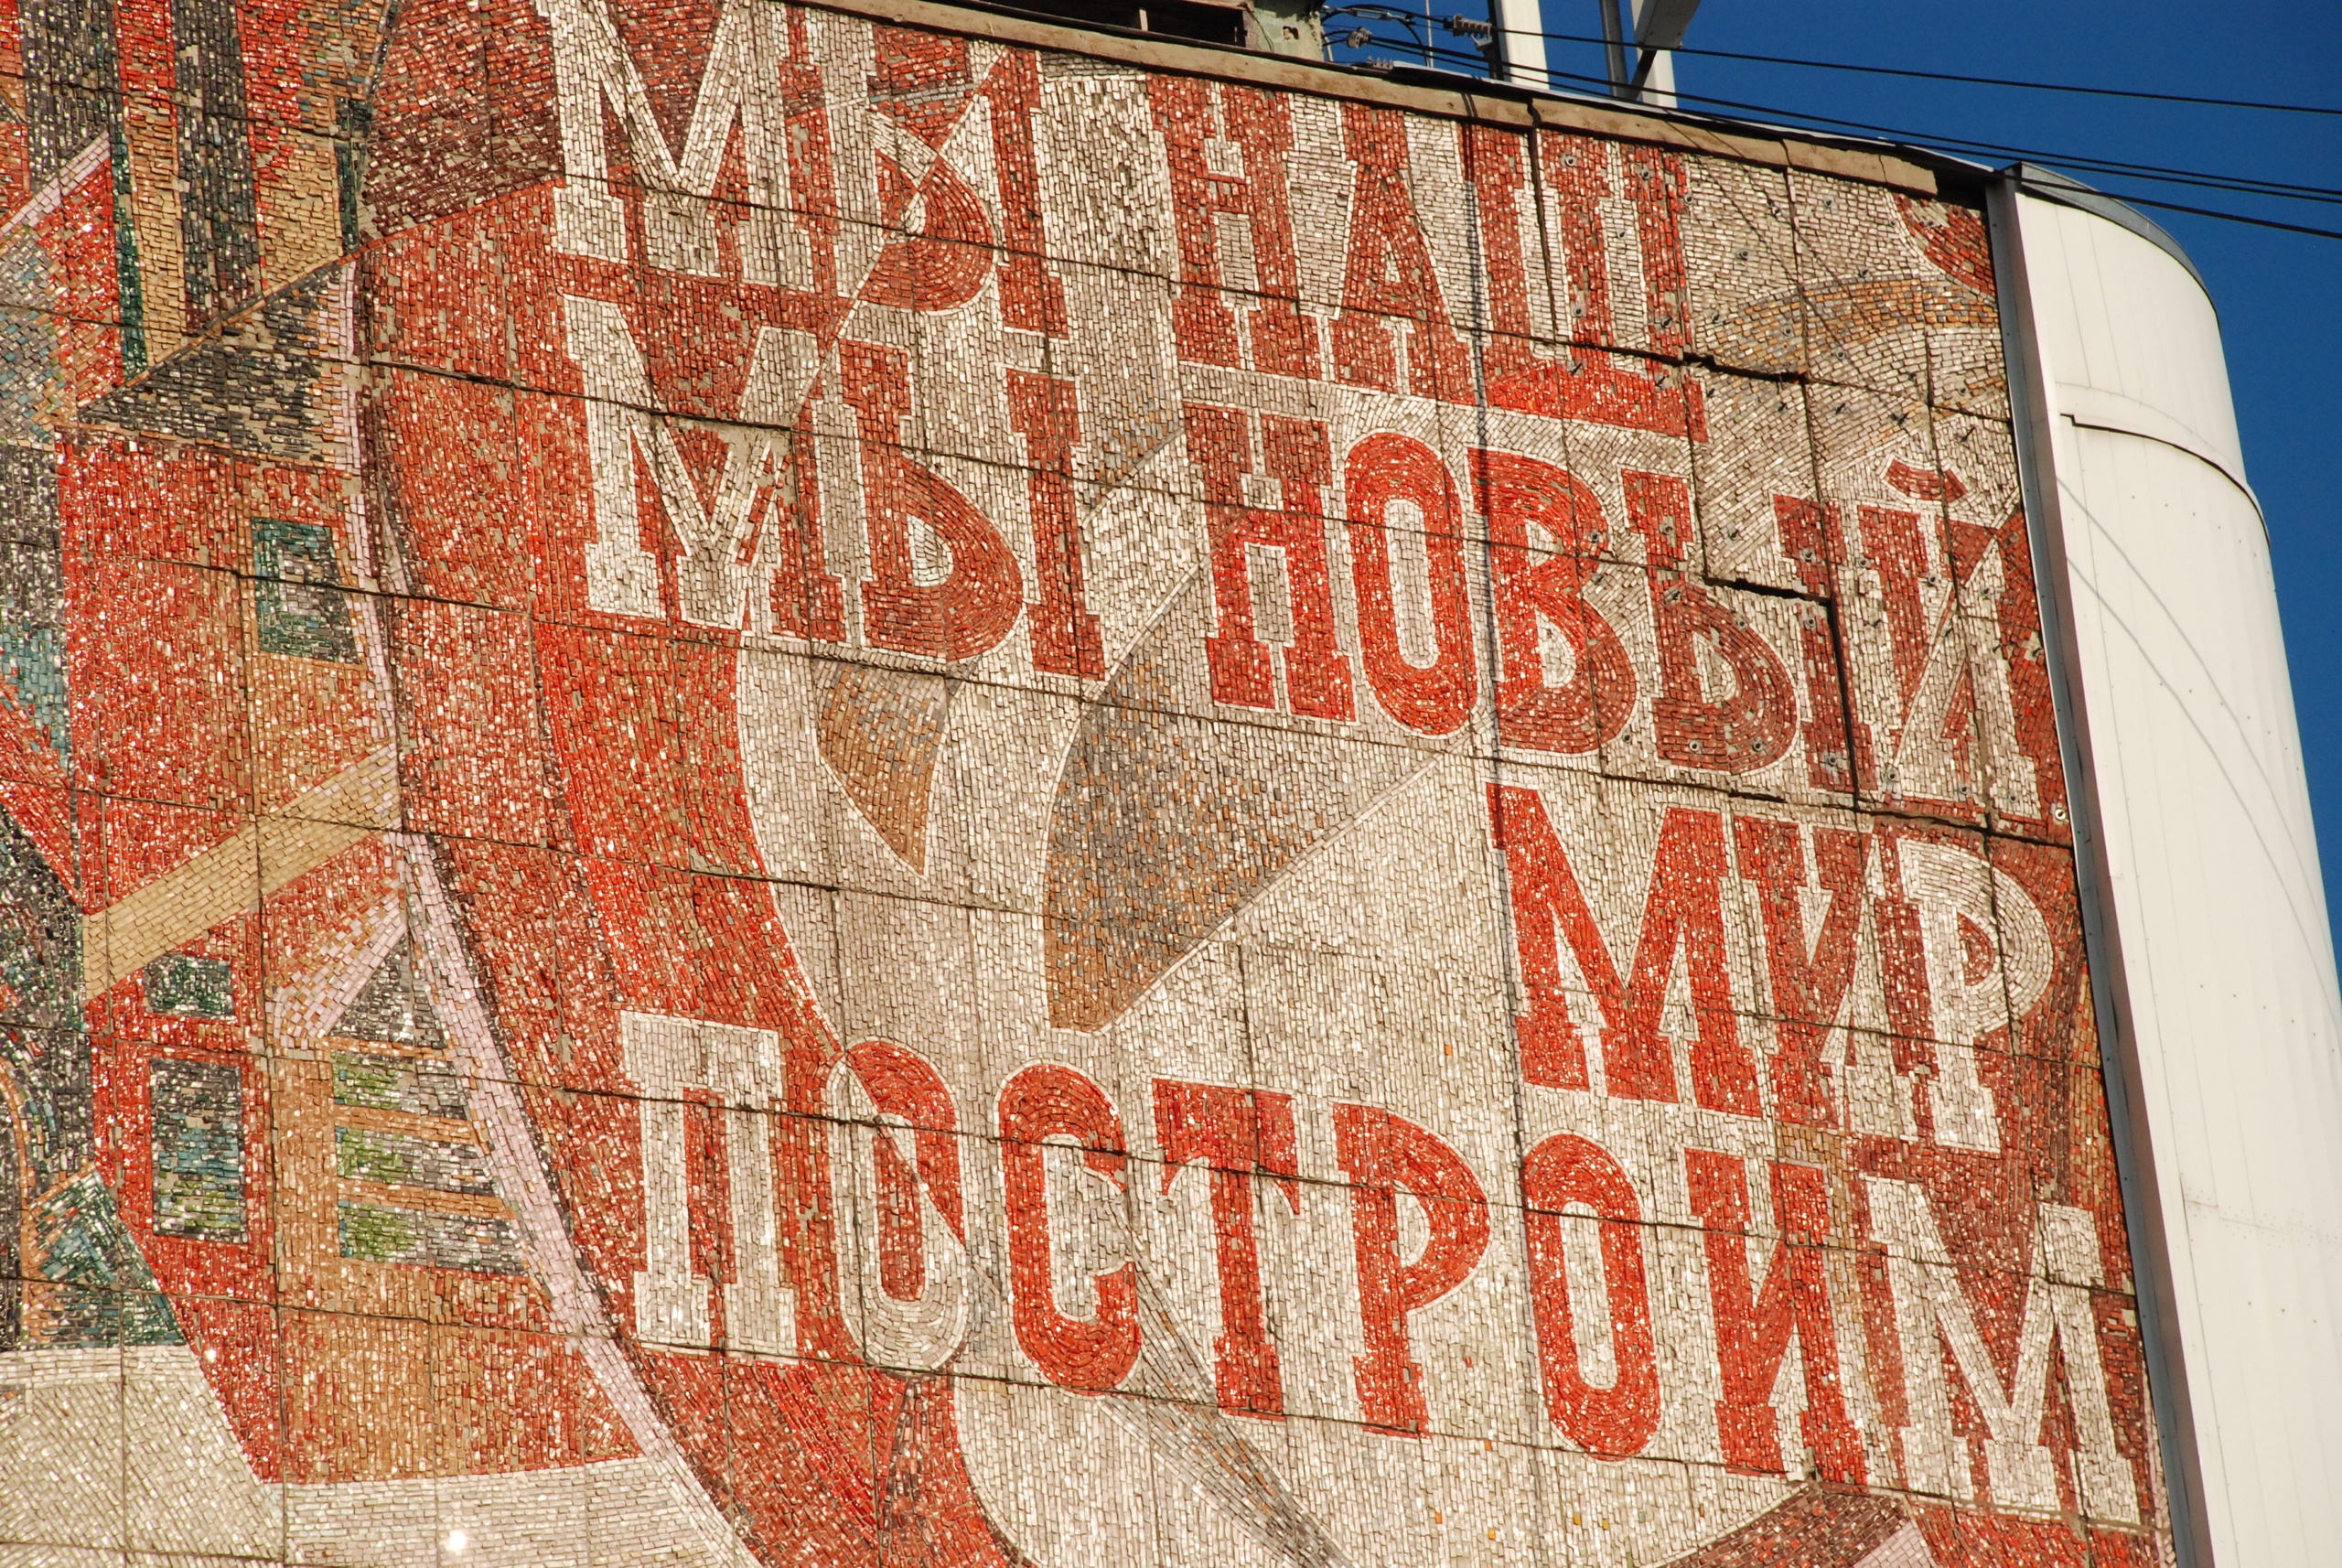 МЫ НАШ
МЫ НОВЫЙ
МИР
ПОСТРОИМ